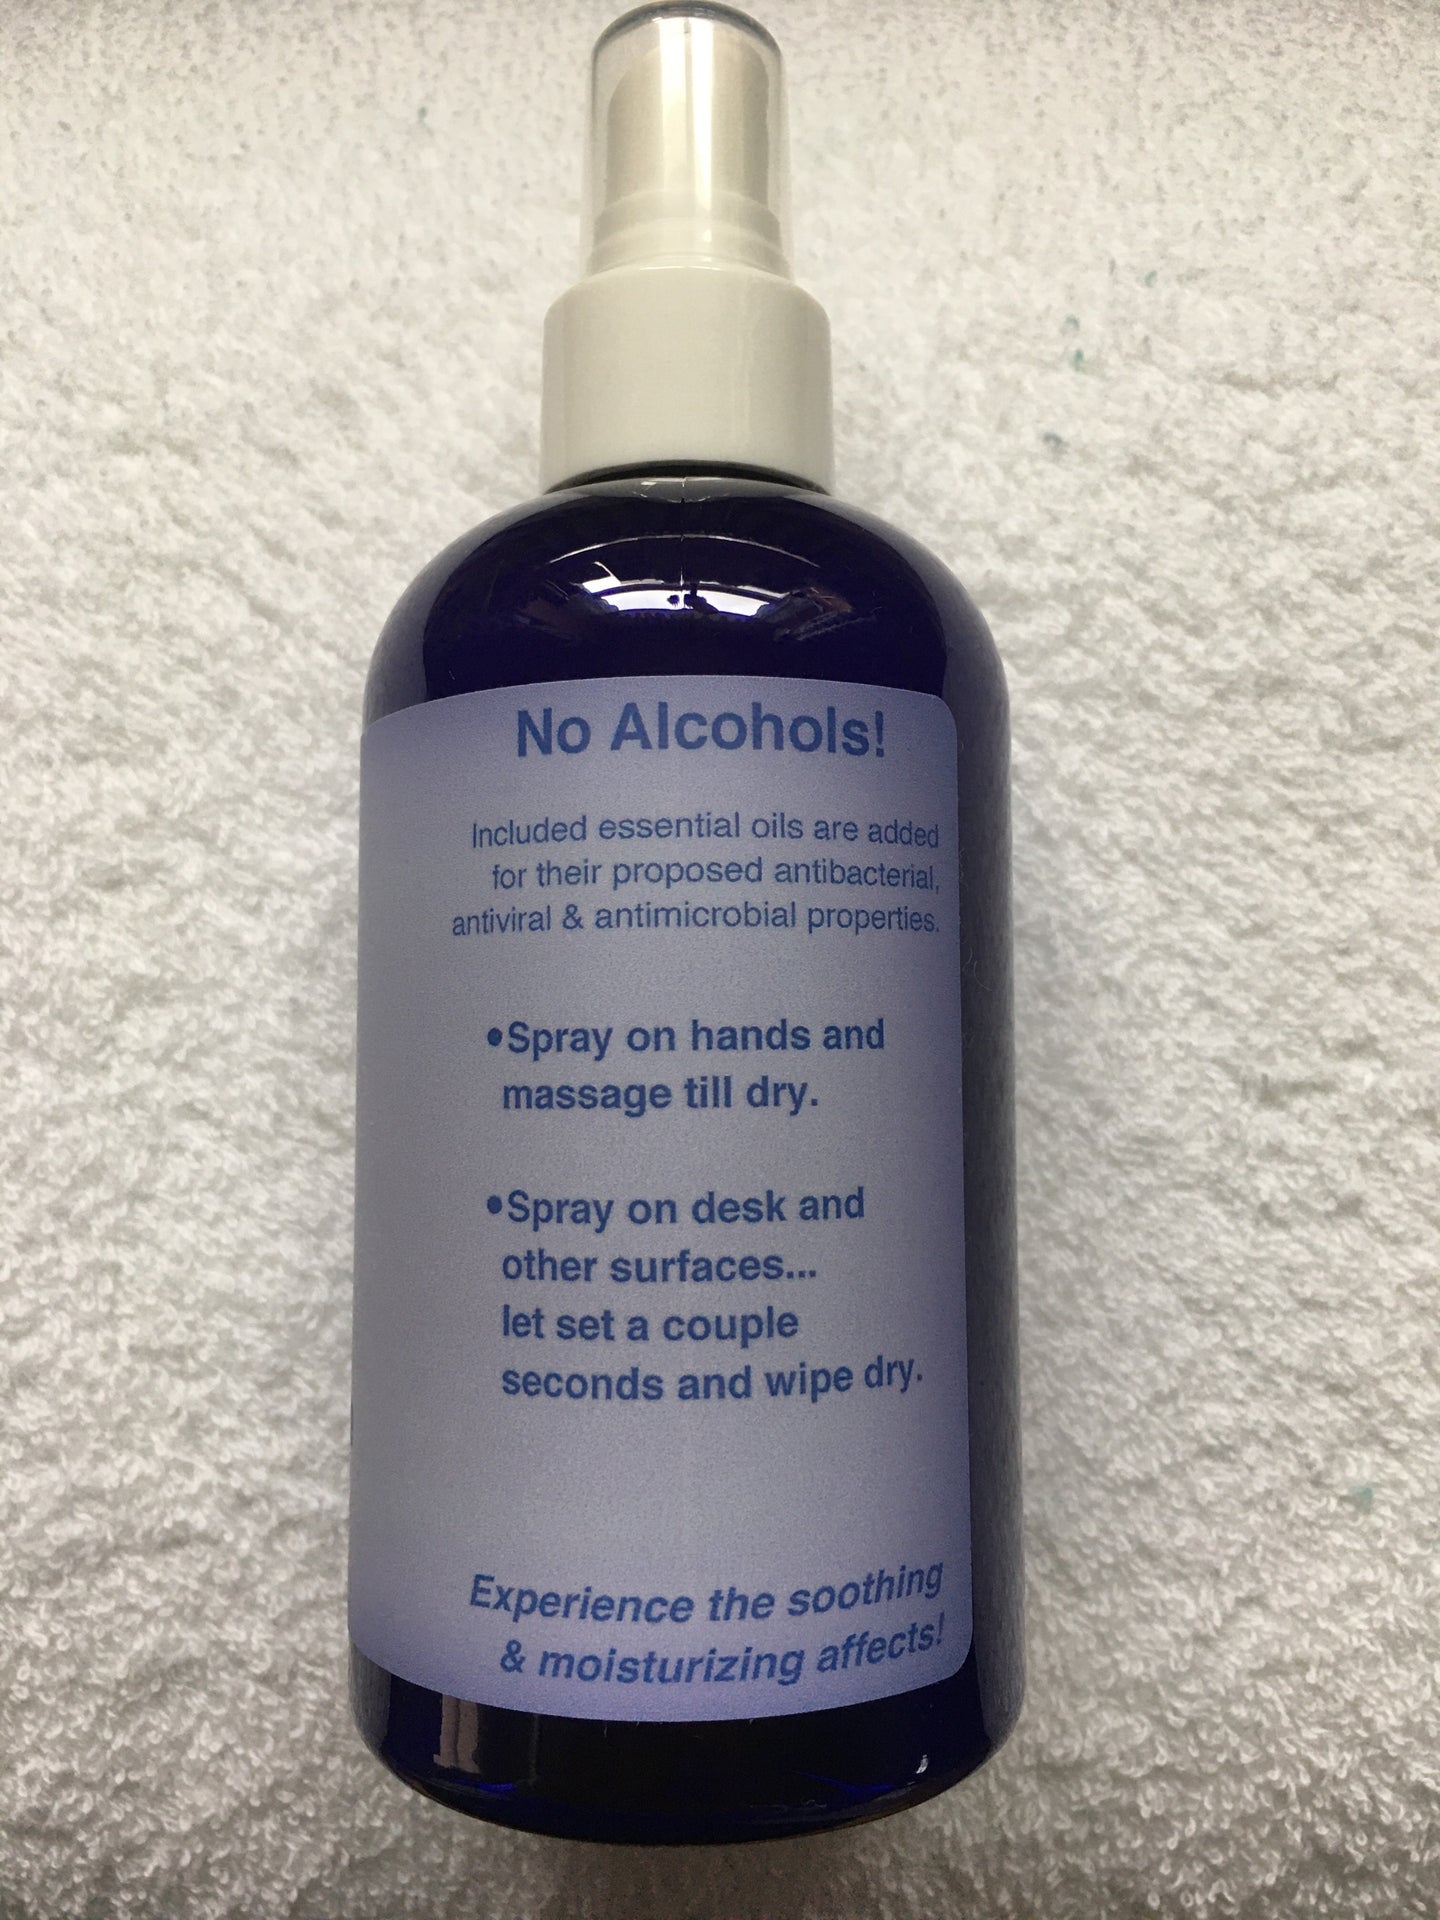 No Alcohols!
Included essential oils are added
for their proposed antibacterial,
antiviral & antimicrobial properties.
•Spray on hands and
massage till dry.
•Spray on desk and
other surfaces...
let set a couple
seconds and wipe dry.
Experience the soothing
& moisturizing affects!